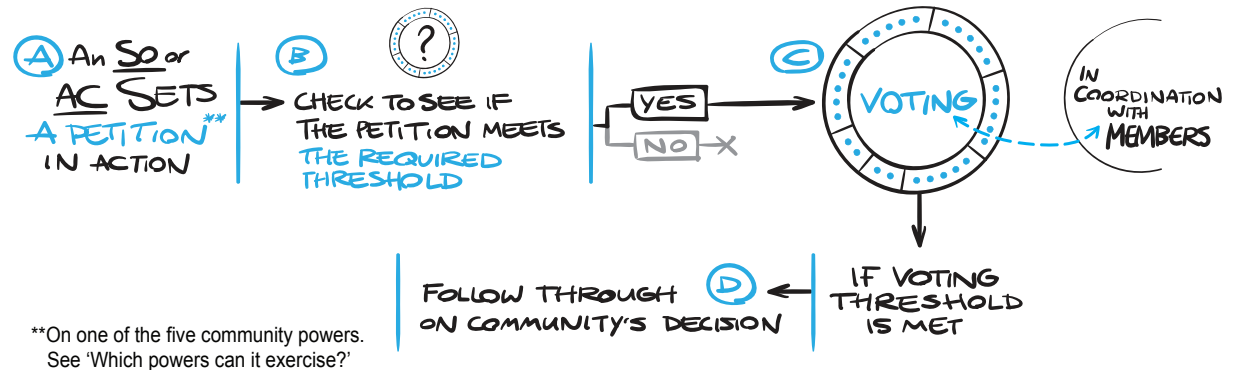 A An SO or
AC SETS
A PETITION**
IN ACTION
B
?
CHECK TO SEE IF
THE PETITION MEETS
THE REQUIRED
THRESHOLD
YES
NO
C
VOTING
IN
COORDINATION
WITH
MEMBERS
IF VOTING
THRESHOLD
IS MET
D
FOLLOW THROUGH
ON COMMUNITY'S DECISION
**On one of the five community powers.
See ‘Which powers can it exercise?’